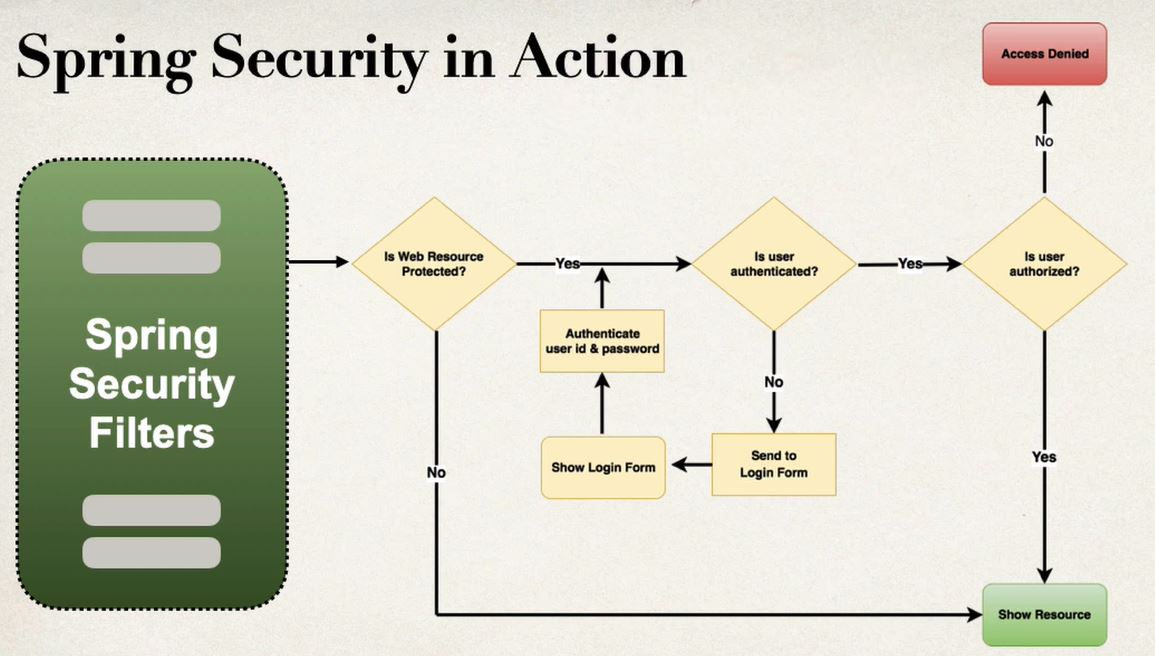 Spring Security in Action
Access Denied
No
Spring
Security
Filters
Is Web Resource
Protected?
Yes
Is user
authenticated?
Yes
Is user
authorized?
Authenticate
user id & password
No
Show Login Form
Send to
Login Form
No
Yes
Show Resource